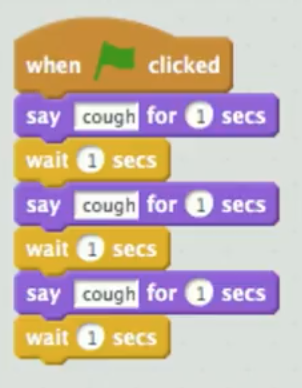 when clicked
say cough for 1 secs
wait 1 secs
say cough for 1 secs
wait 1 secs
say cough for 1 secs
wait 1 secs